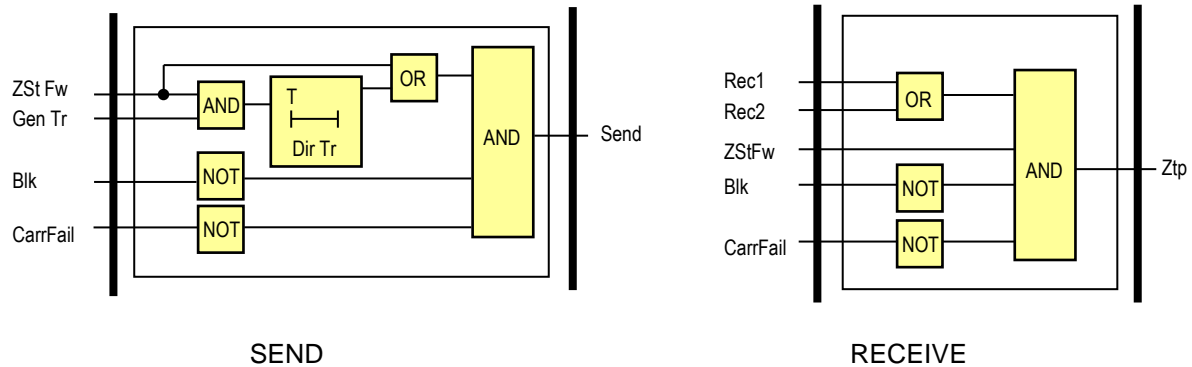 ZSt Fw
Gen Tr
Blk
CarrFail
AND
NOT
NOT
T
Dir Tr
OR
AND
Send
SEND
Rec1
Rec2
ZStFw
Blk
CarrFail
OR
NOT
NOT
AND
Ztp
RECEIVE